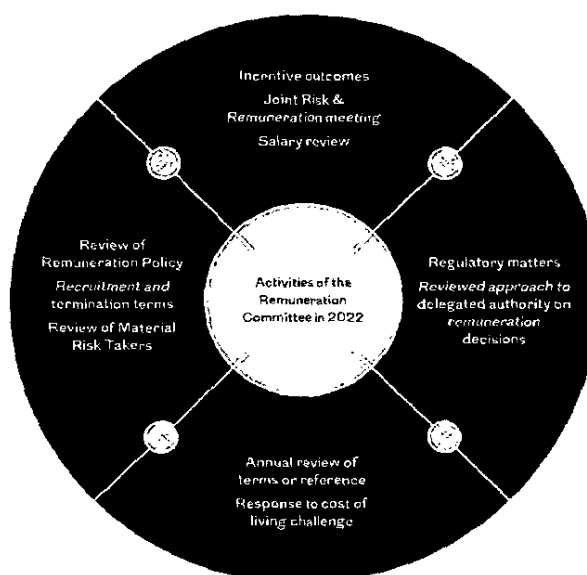 Incentive outcomes
Joint Risk &
Remuneration meeting
Salary review
Review of
Remuneration Policy
Recruitment and
termination terms
Review of Material
Risk Takers
Activities of the
Remuneration
Committee in 2022
Regulatory matters
Reviewed approach to
delegated authority on
remuneration
decisions
Annual review of
terms or reference
Response to cost of
living challenge